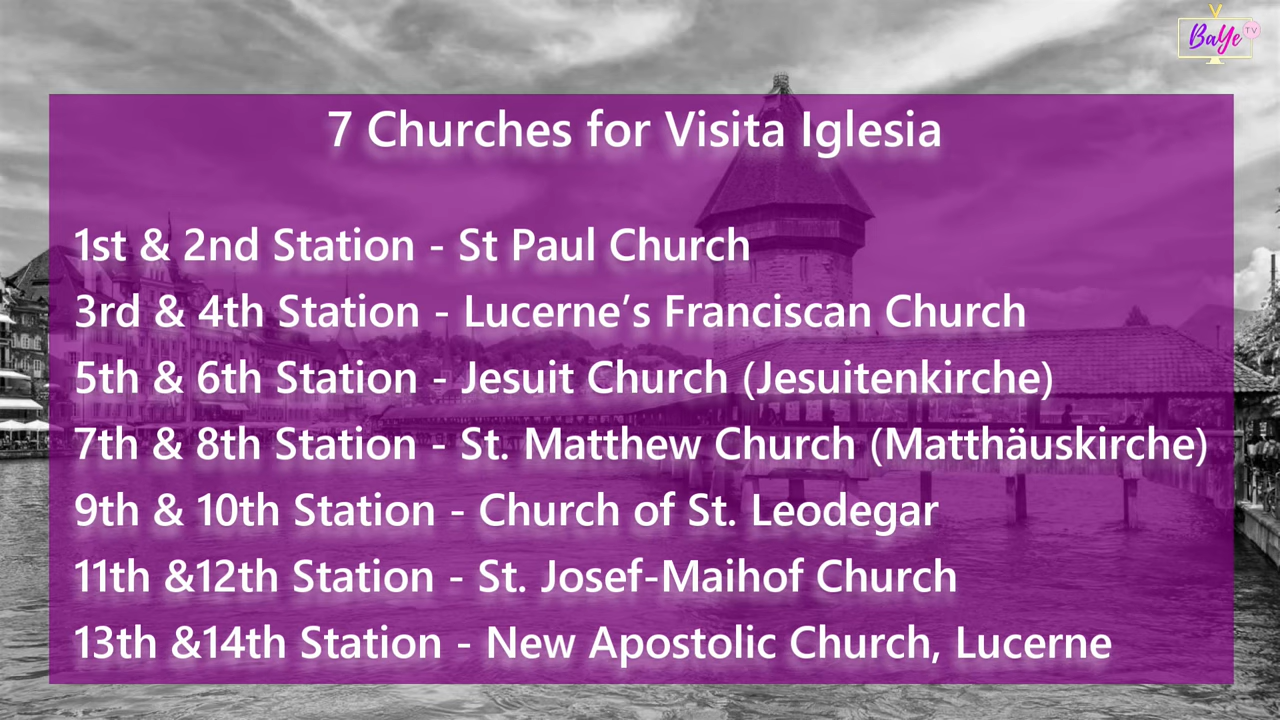 BaYe TV
7 Churches for Visita Iglesia
1st & 2nd Station - St Paul Church
3rd & 4th Station - Lucerne’s Franciscan Church
5th & 6th Station - Jesuit Church (Jesuitenkirche)
7th & 8th Station - St. Matthew Church (Matthäuskirche)
9th & 10th Station - Church of St. Leodegar
11th &12th Station - St. Josef-Maihof Church
13th &14th Station - New Apostolic Church, Lucerne